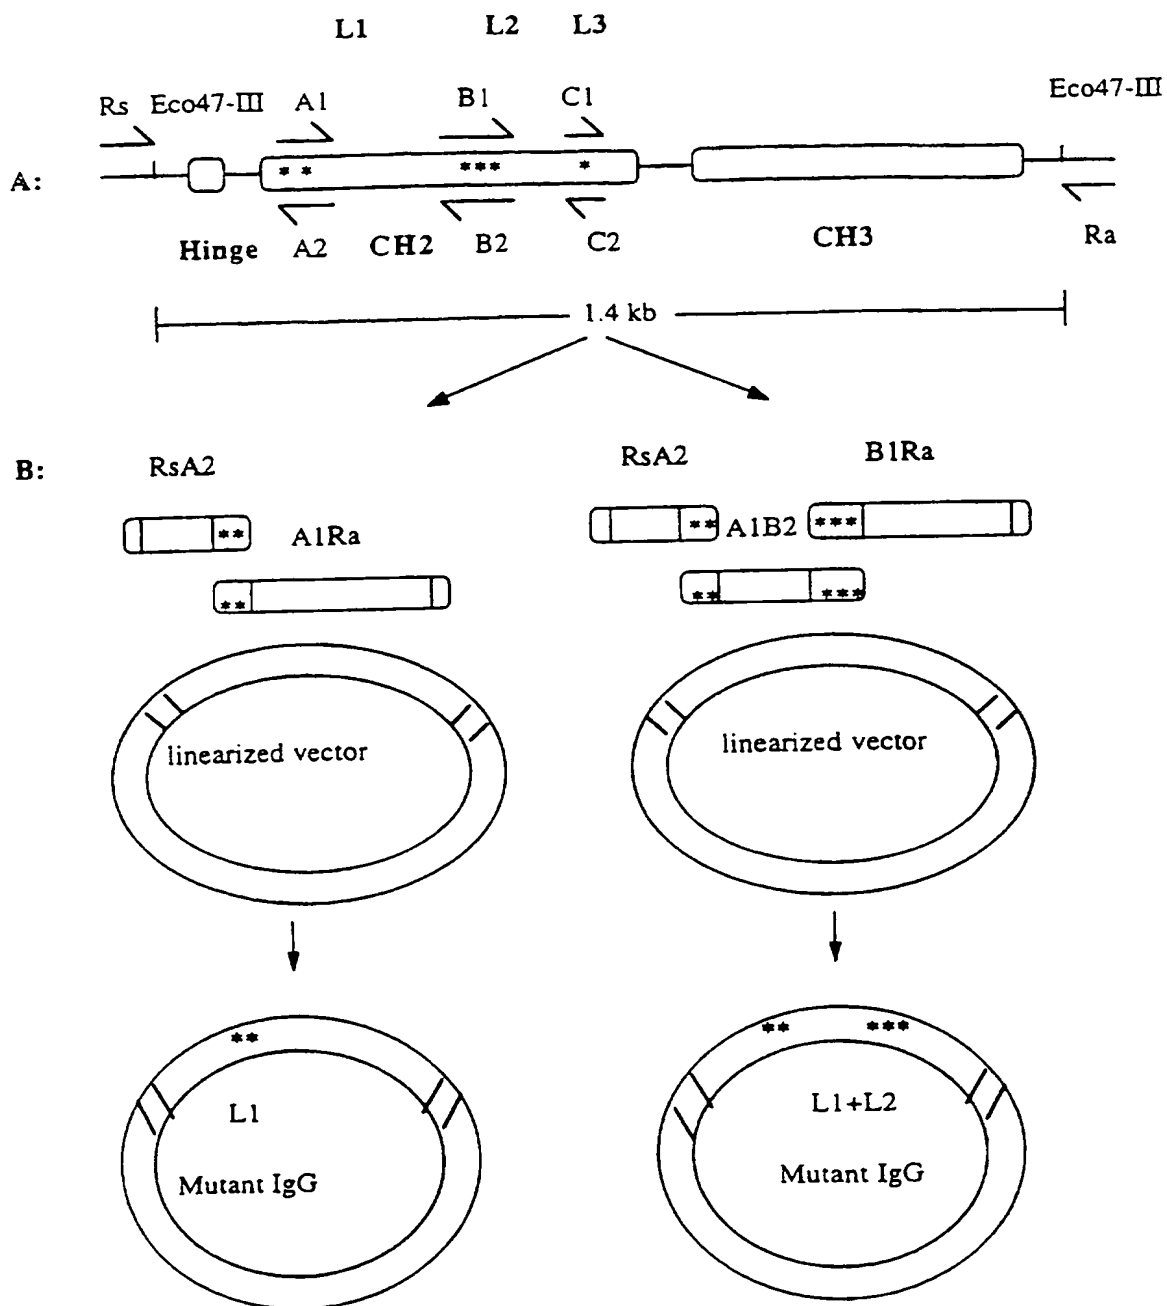 L1 L2 L3
Rs Eco47-III A1 B1 C1 Eco47-III
A: ** *** *
Hinge A2 CH2 B2 C2 CH3 Ra
1.4 kb
B: RsA2 RsA2 B1Ra
** A1Ra ** A1B2 ***
** ** ***
linearized vector linearized vector
** ** ***
L1 L1+L2
Mutant IgG Mutant IgG